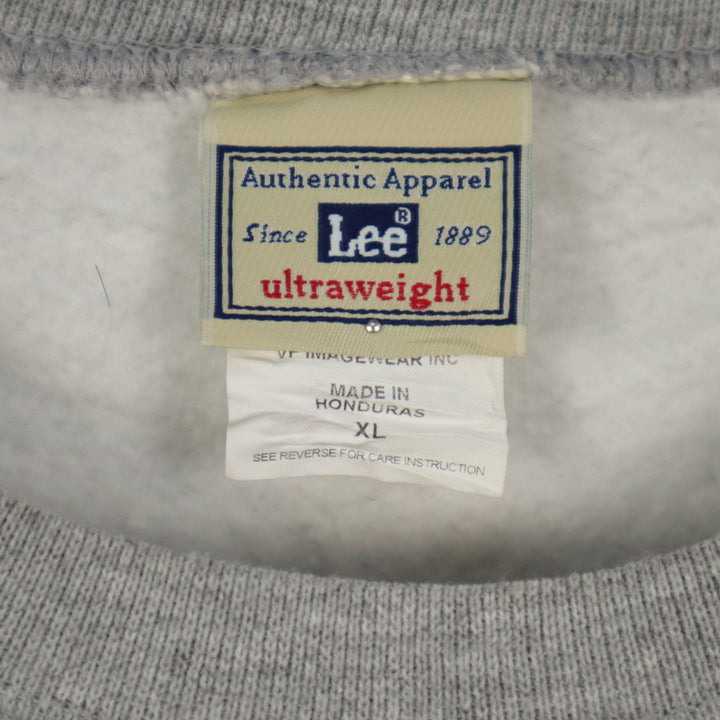 Authentic Apparel
Since Lee® 1889
ultraweight
VF IMAGEWEAR INC
MADE IN
HONDURAS
XL
SEE REVERSE FOR CARE INSTRUCTION